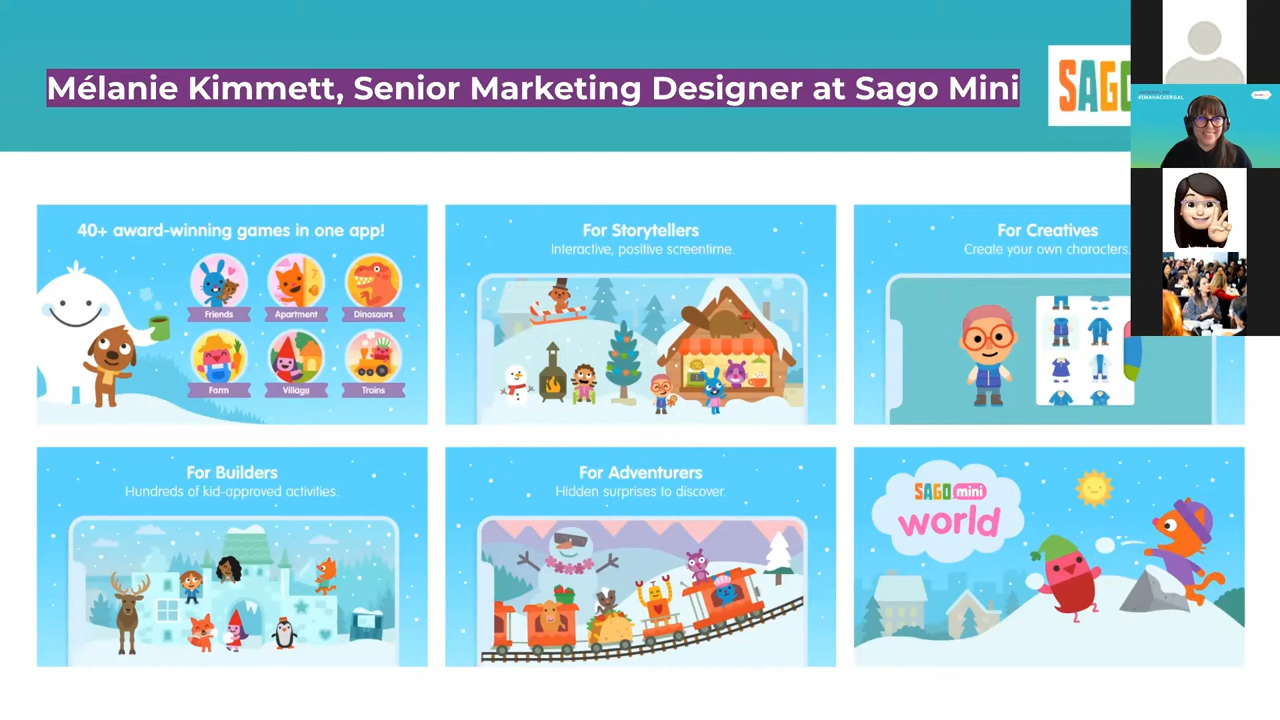 Mélanie Kimmett, Senior Marketing Designer at Sago Mini
SAGO
#IMAHACKERGAL
40+ award-winning games in one app!
Friends
Apartment
Dinosaurs
Farm
Village
Trains
For Storytellers
Interactive, positive screentime.
For Creatives
Create your own characters.
For Builders
Hundreds of kid-approved activities.
For Adventurers
Hidden surprises to discover.
SAGO mini
world